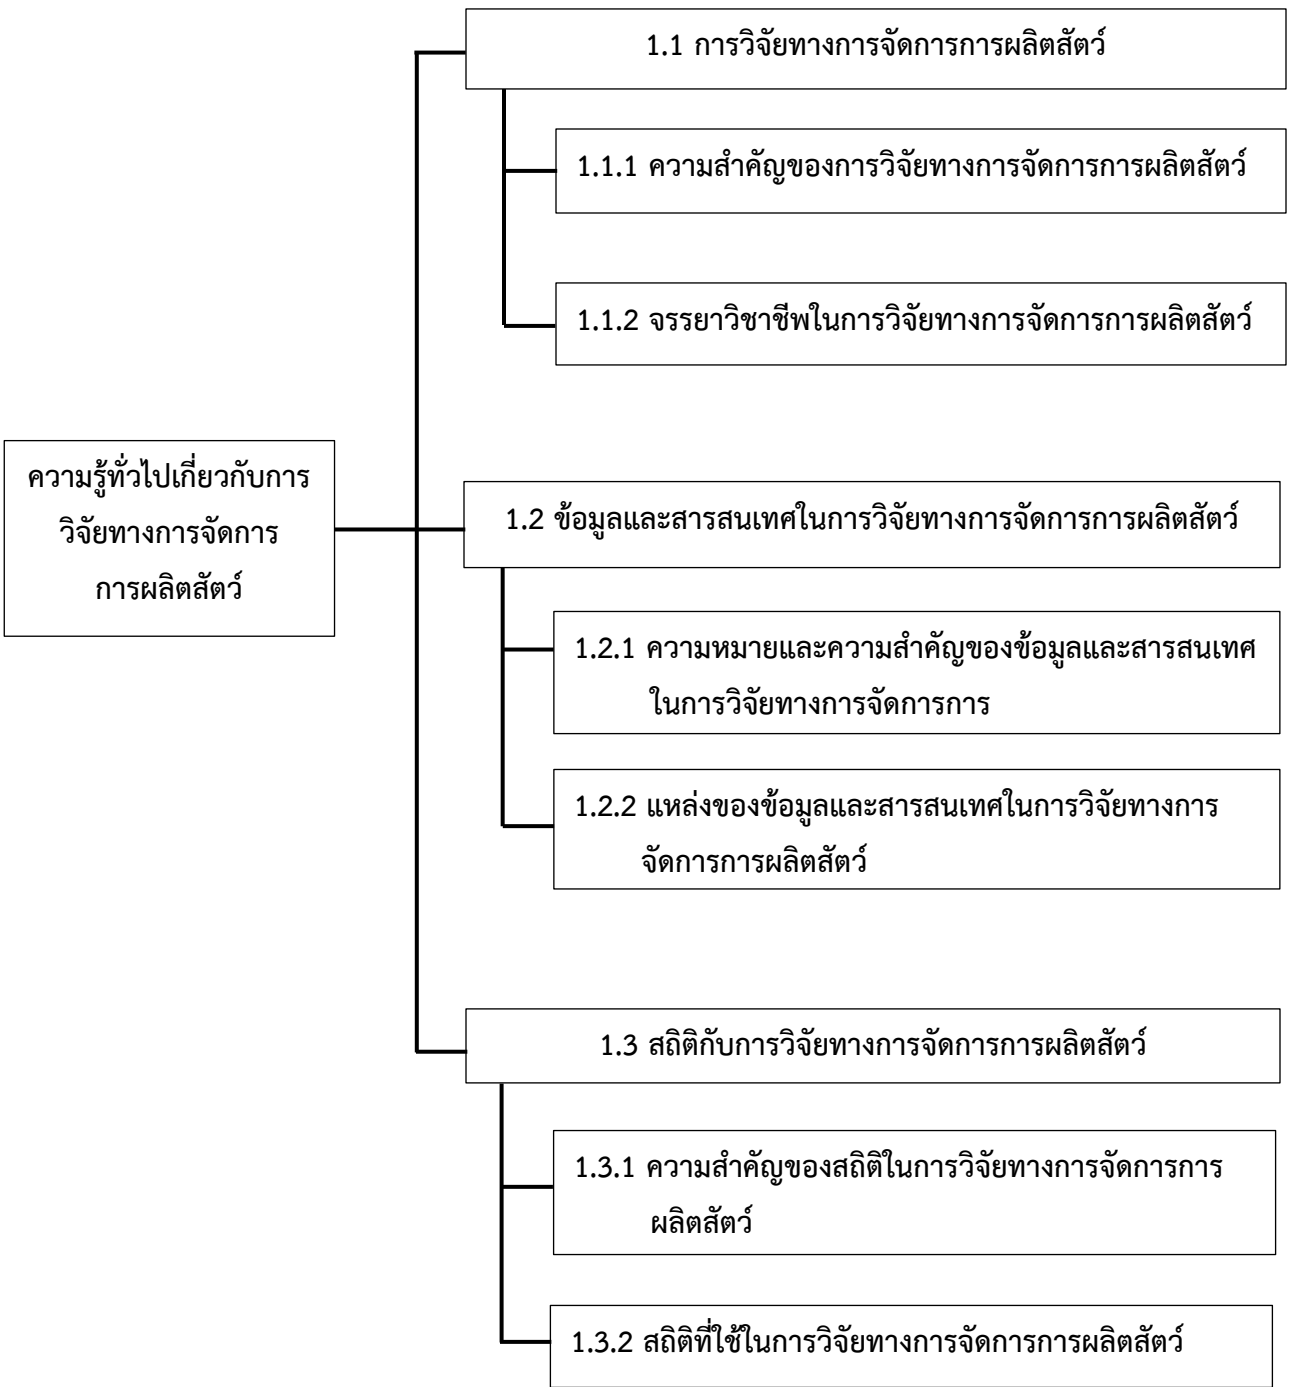 1.1 การวิจัยทางการจัดการการผลิตสัตว์
1.1.1 ความสำคัญของการวิจัยทางการจัดการการผลิตสัตว์
1.1.2 จรรยาวิชาชีพในการวิจัยทางการจัดการการผลิตสัตว์
ความรู้ทั่วไปเกี่ยวกับการ
วิจัยทางการจัดการ
การผลิตสัตว์
1.2 ข้อมูลและสารสนเทศในการวิจัยทางการจัดการการผลิตสัตว์
1.2.1 ความหมายและความสำคัญของข้อมูลและสารสนเทศ
ในการวิจัยทางการจัดการการ
1.2.2 แหล่งของข้อมูลและสารสนเทศในการวิจัยทางการ
จัดการการผลิตสัตว์
1.3 สถิติกับการวิจัยทางการจัดการการผลิตสัตว์
1.3.1 ความสำคัญของสถิติในการวิจัยทางการจัดการการ
ผลิตสัตว์
1.3.2 สถิติที่ใช้ในการวิจัยทางการจัดการการผลิตสัตว์